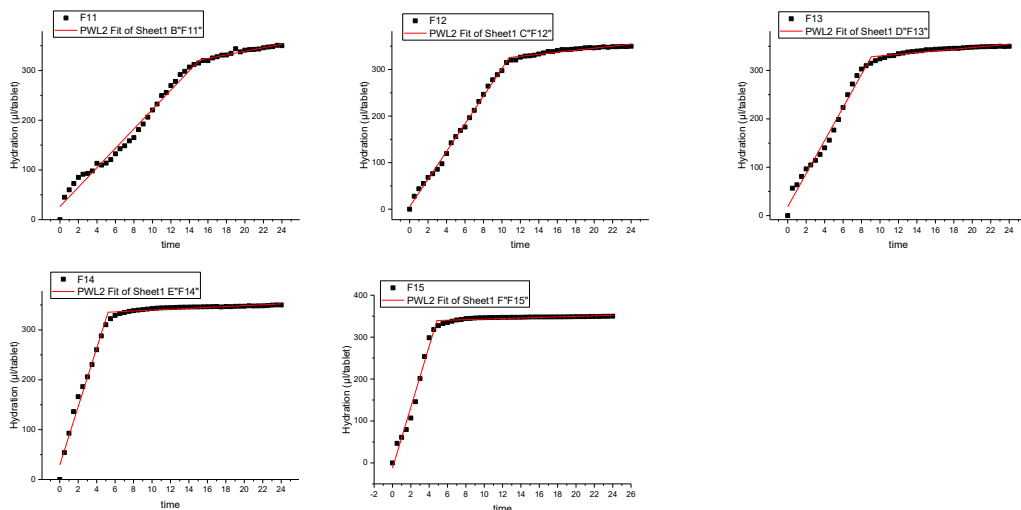 F11
PWL2 Fit of Sheet1 B"F11"
Hydration (µl/tablet)
300
200
100
0
0 2 4 6 8 10 12 14 16 18 20 22 24 26
time
F12
PWL2 Fit of Sheet1 C"F12"
Hydration (µl/tablet)
300
200
100
0
0 2 4 6 8 10 12 14 16 18 20 22 24 26
time
F13
PWL2 Fit of Sheet1 D"F13"
Hydration (µl/tablet)
300
200
100
0
0 2 4 6 8 10 12 14 16 18 20 22 24 26
time
F14
PWL2 Fit of Sheet1 E"F14"
Hydration (µl/tablet)
300
200
100
0
0 2 4 6 8 10 12 14 16 18 20 22 24 26
time
F15
PWL2 Fit of Sheet1 F"F15"
Hydration (µl/tablet)
400
300
200
100
0
-2 0 2 4 6 8 10 12 14 16 18 20 22 24 26
time